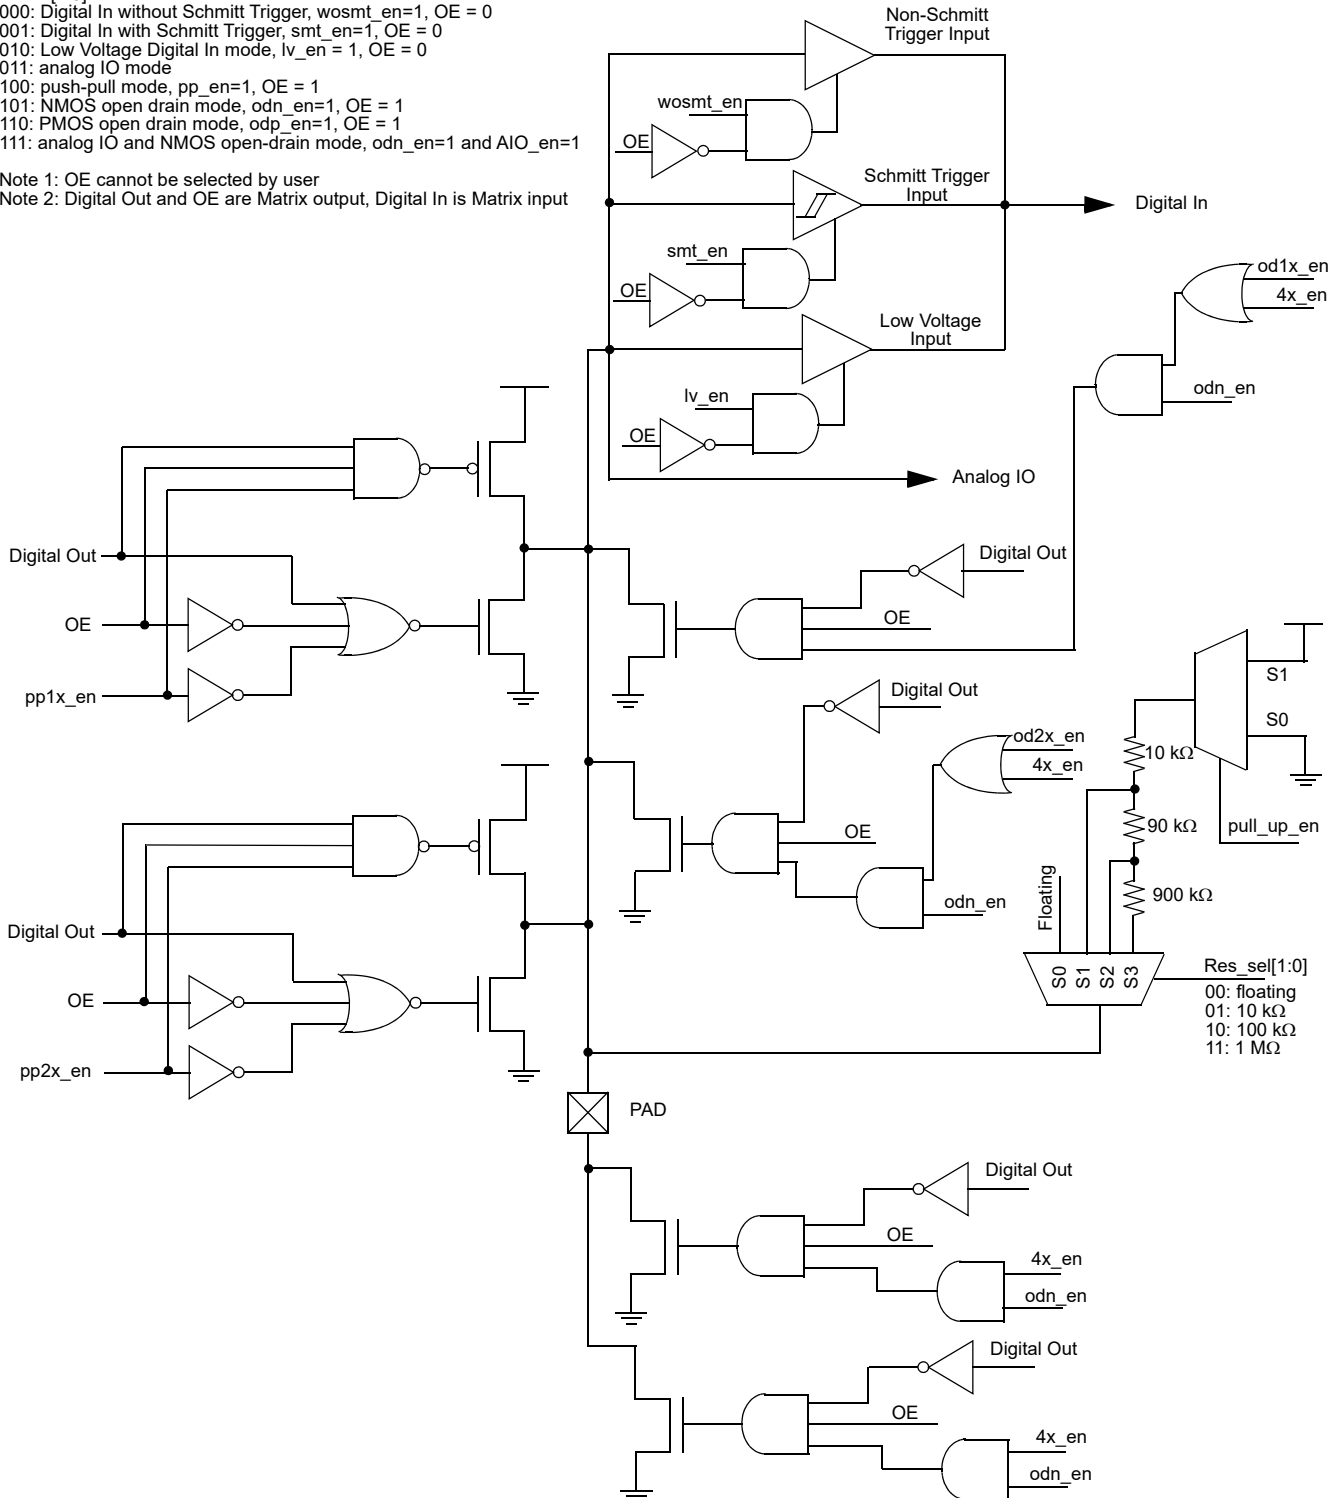 000: Digital In without Schmitt Trigger, wosmt_en=1, OE = 0
001: Digital In with Schmitt Trigger, smt_en=1, OE = 0
010: Low Voltage Digital In mode, lv_en = 1, OE = 0
011: analog IO mode
100: push-pull mode, pp_en=1, OE = 1
101: NMOS open drain mode, odn_en=1, OE = 1
110: PMOS open drain mode, odp_en=1, OE = 1
111: analog IO and NMOS open-drain mode, odn_en=1 and AIO_en=1
Note 1: OE cannot be selected by user
Note 2: Digital Out and OE are Matrix output, Digital In is Matrix input
Non-Schmitt
Trigger Input
wosmt_en
OE
Schmitt Trigger
Input
Digital In
smt_en
OE
Low Voltage
Input
lv_en
OE
Analog IO
od1x_en
4x_en
odn_en
Digital Out
OE
pp1x_en
Digital Out
OE
Digital Out
od2x_en
4x_en
OE
odn_en
S1
S0
10 kΩ
90 kΩ
pull_up_en
900 kΩ
Floating
S0
S1
S2
S3
Res_sel[1:0]
00: floating
01: 10 kΩ
10: 100 kΩ
11: 1 MΩ
Digital Out
OE
pp2x_en
PAD
Digital Out
OE
4x_en
odn_en
Digital Out
OE
4x_en
odn_en